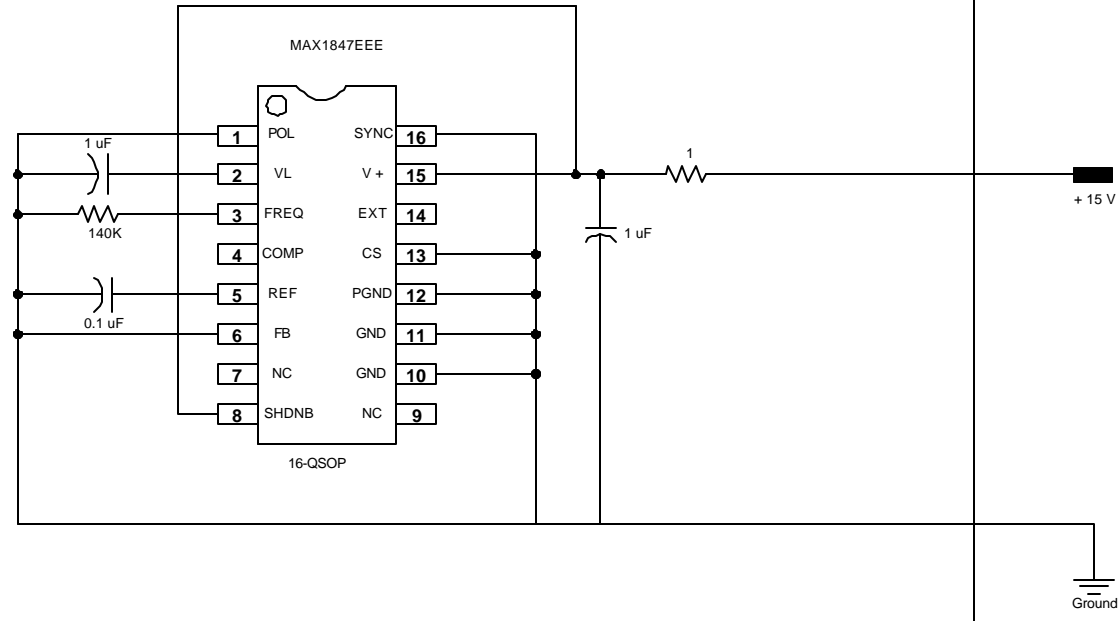 MAX1847EEE
1 POL
SYNC 16
1 uF
2 VL
V + 15
1
+ 15 V
3 FREQ
EXT 14
140K
1 uF
4 COMP
CS 13
5 REF
PGND 12
0.1 uF
6 FB
GND 11
7 NC
GND 10
8 SHDNB
NC 9
16-QSOP
Ground